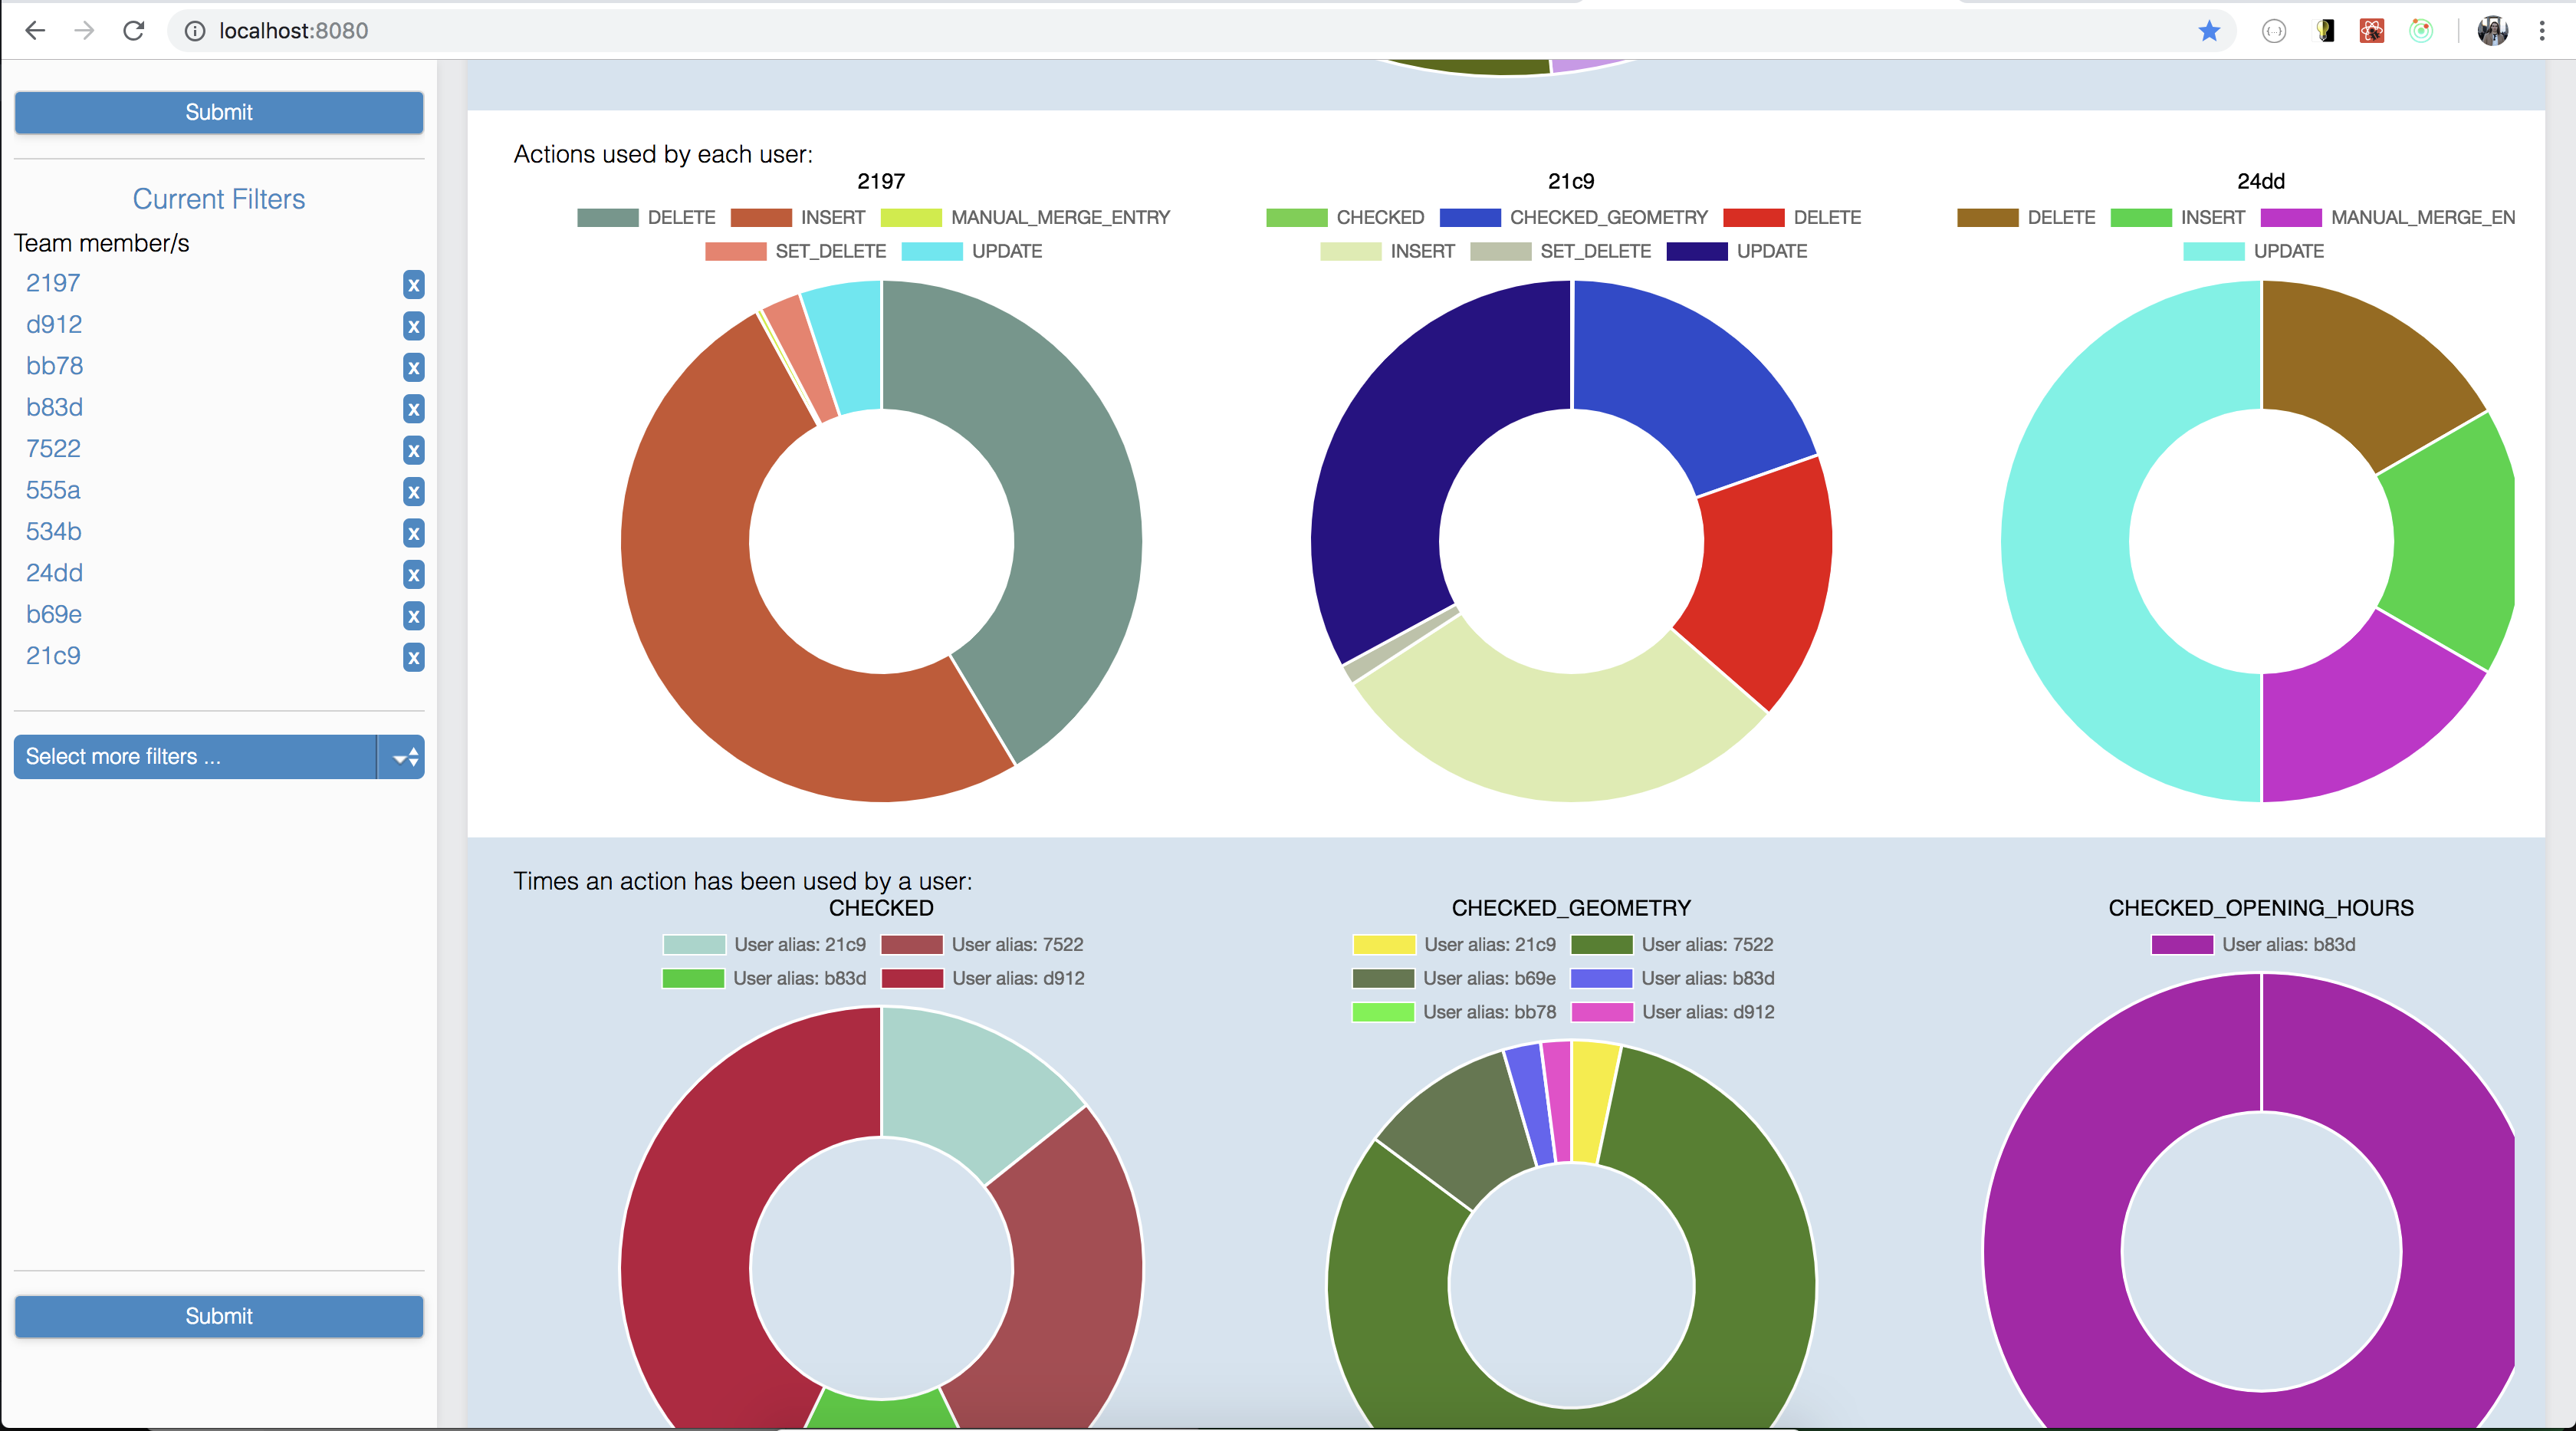 localhost:8080
Submit
Current Filters
Team member/s
2197 x
d912 x
bb78 x
b83d x
7522 x
555a x
534b x
24dd x
b69e x
21c9 x
Select more filters ...
Submit
Actions used by each user:
2197
DELETE INSERT MANUAL_MERGE_ENTRY
SET_DELETE UPDATE
21c9
CHECKED CHECKED_GEOMETRY DELETE
INSERT SET_DELETE UPDATE
24dd
DELETE INSERT MANUAL_MERGE_EN
UPDATE
Times an action has been used by a user:
CHECKED
User alias: 21c9 User alias: 7522
User alias: b83d User alias: d912
CHECKED_GEOMETRY
User alias: 21c9 User alias: 7522
User alias: b69e User alias: b83d
User alias: bb78 User alias: d912
CHECKED_OPENING_HOURS
User alias: b83d